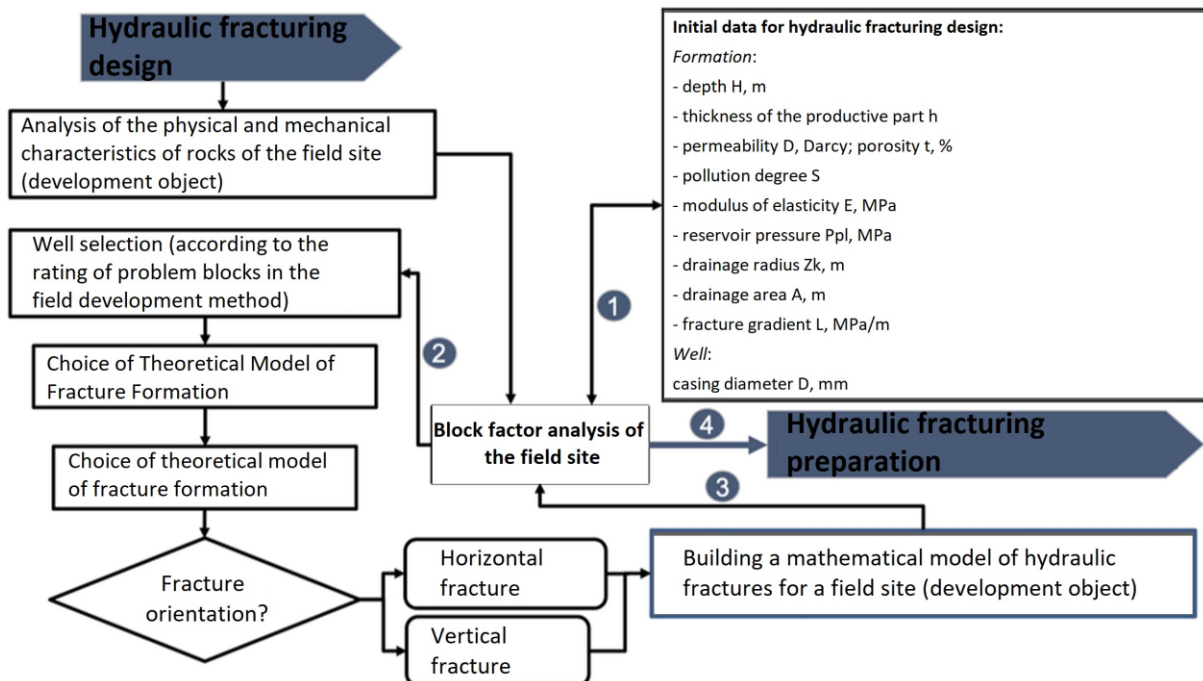 Hydraulic fracturing
design
Analysis of the physical and mechanical
characteristics of rocks of the field site
(development object)
Well selection (according to the
rating of problem blocks in the
field development method)
Choice of Theoretical Model of
Fracture Formation
Choice of theoretical model
of fracture formation
Fracture
orientation?
Horizontal
fracture
Vertical
fracture
Building a mathematical model of hydraulic
fractures for a field site (development object)
3
Block factor analysis of
the field site
1
2
4
Initial data for hydraulic fracturing design:
Formation:
- depth H, m
- thickness of the productive part h
- permeability D, Darcy; porosity t, %
- pollution degree S
- modulus of elasticity E, MPa
- reservoir pressure Ppl, MPa
- drainage radius Zk, m
- drainage area A, m
- fracture gradient L, MPa/m
Well:
casing diameter D, mm
Hydraulic fracturing
preparation